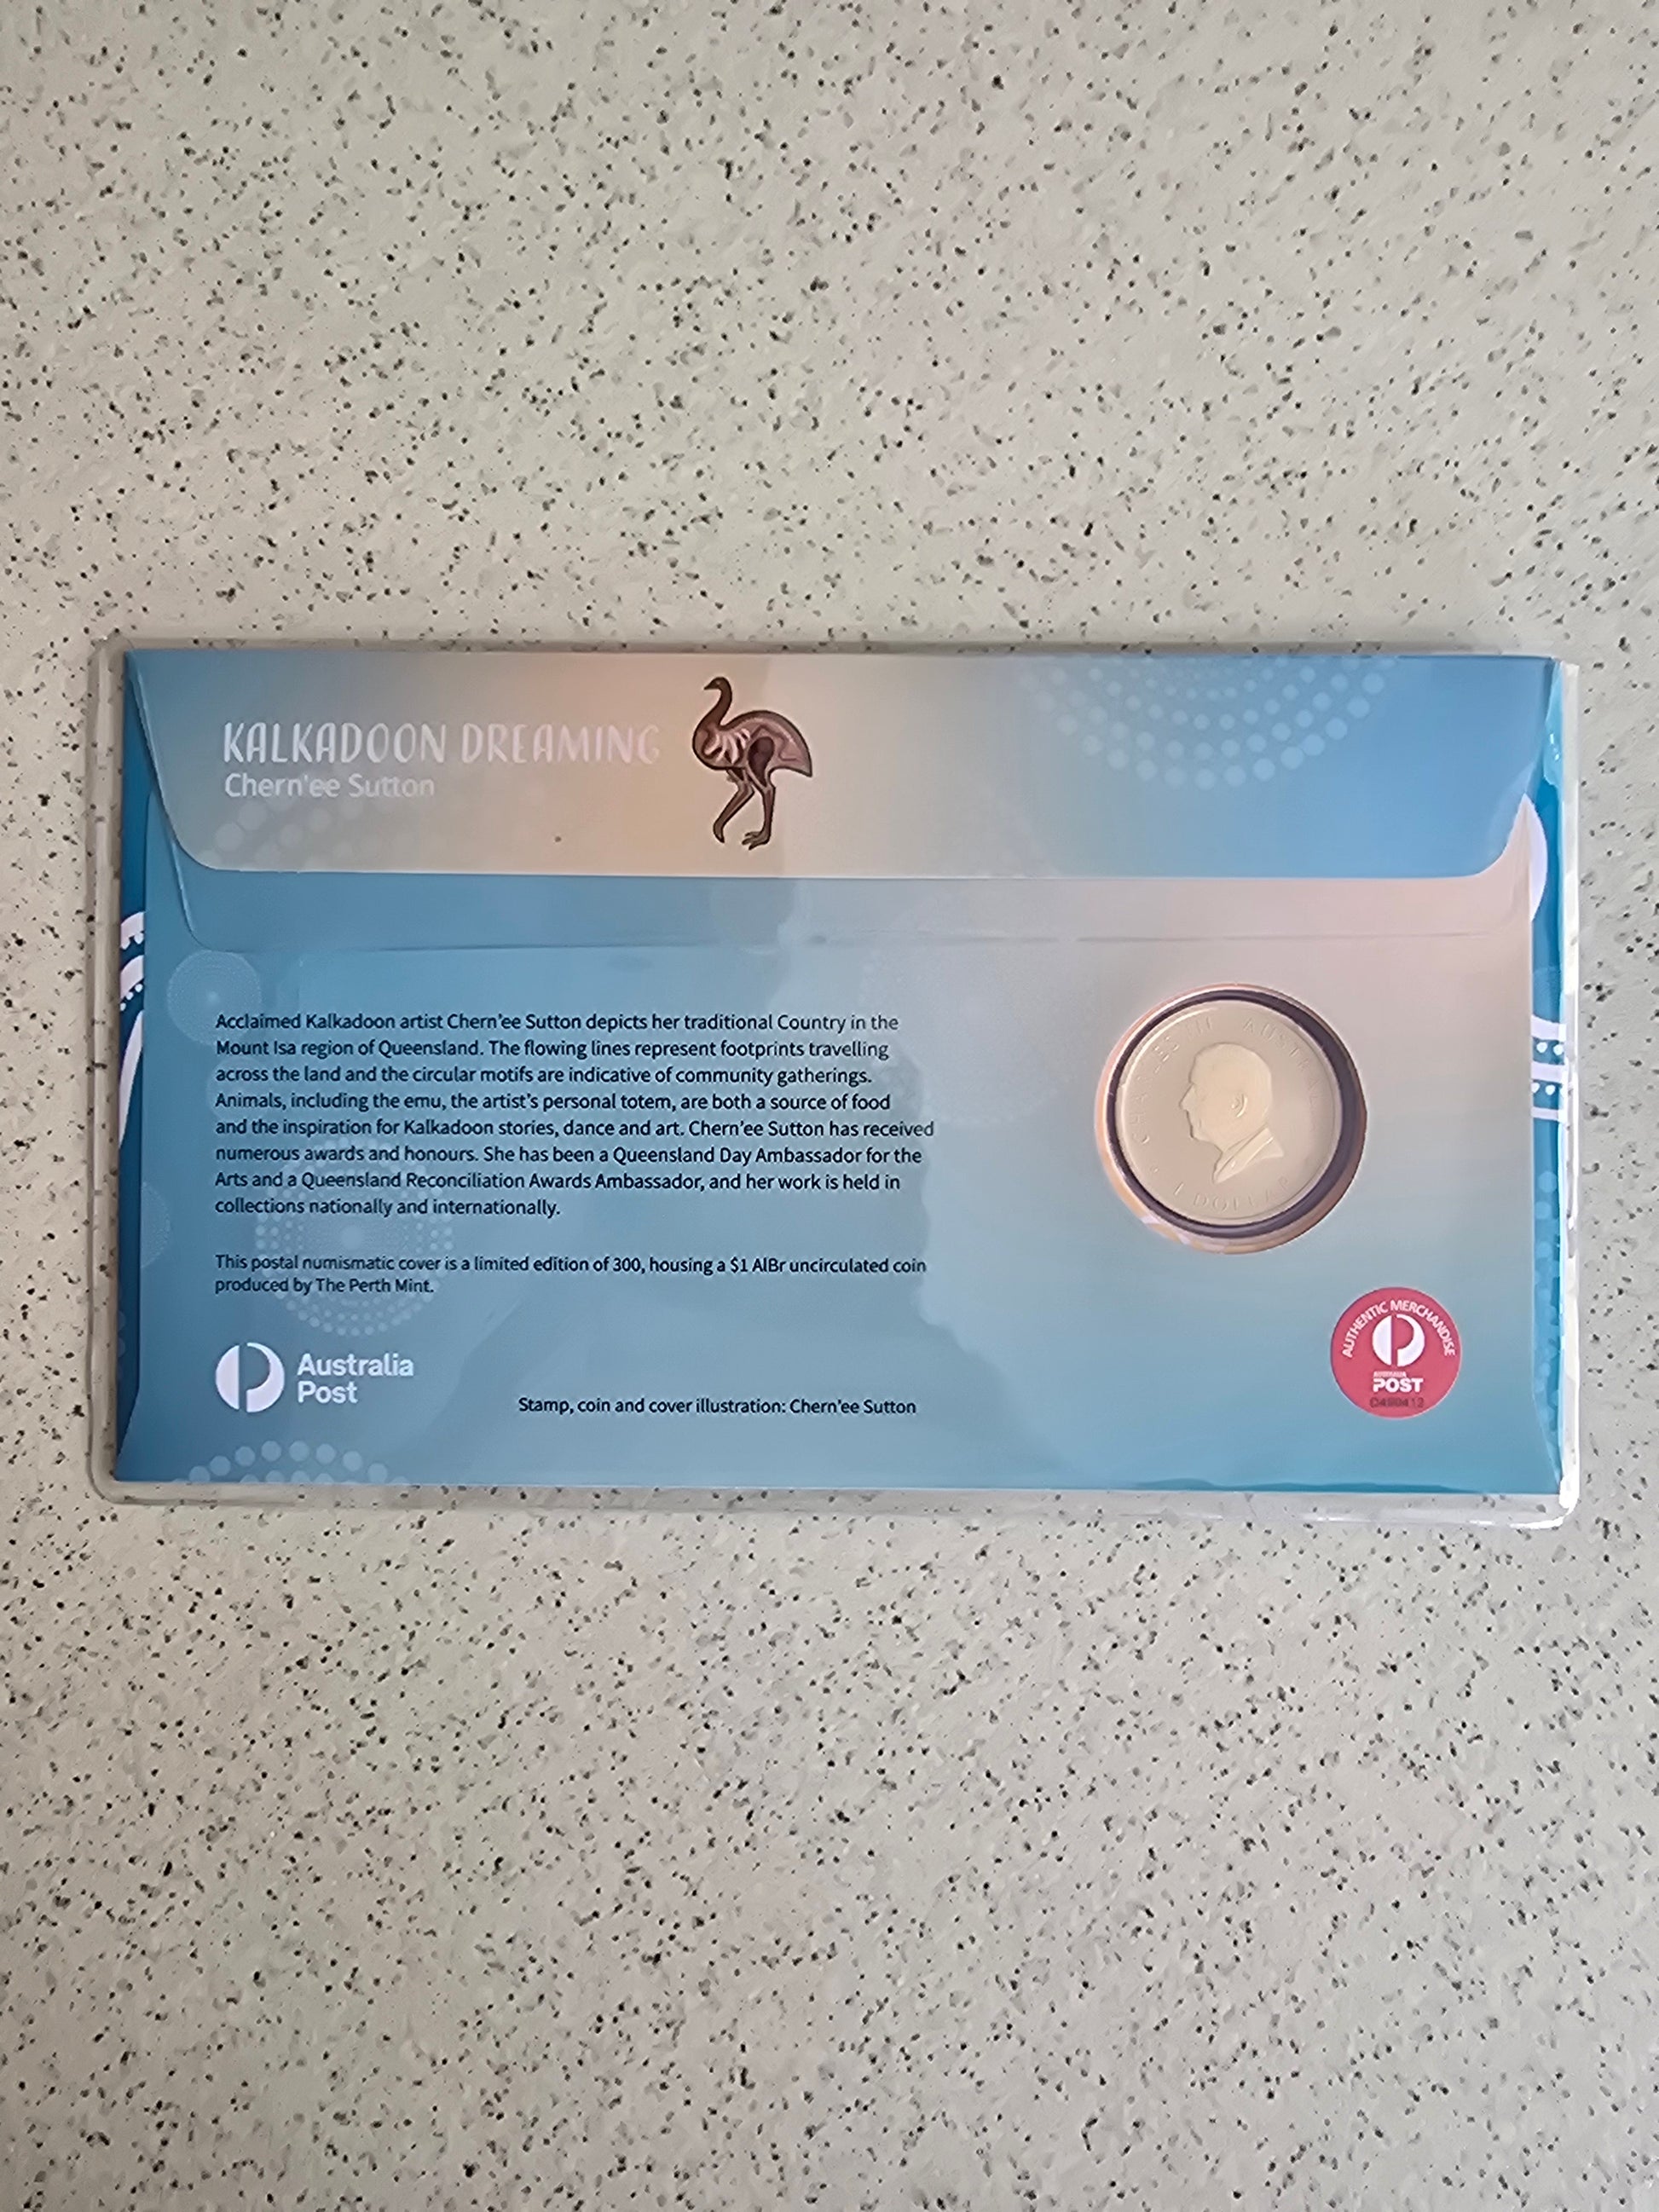 KALKADOON DREAMING
Chern'ee Sutton
Acclaimed Kalkadoon artist Chern'ee Sutton depicts her traditional Country in the
Mount Isa region of Queensland. The flowing lines represent footprints travelling
across the land and the circular motifs are indicative of community gatherings.
Animals, including the emu, the artist's personal totem, are both a source of food
and the inspiration for Kalkadoon stories, dance and art. Chern'ee Sutton has received
numerous awards and honours. She has been a Queensland Day Ambassador for the
Arts and a Queensland Reconciliation Awards Ambassador, and her work is held in
collections nationally and internationally.
This postal numismatic cover is a limited edition of 300, housing a $1 AlBr uncirculated coin
produced by The Perth Mint.
Australia
Post
Stamp, coin and cover illustration: Chern'ee Sutton
1 DOLLAR
AUTHENTIC MERCHANDISE
AUSTRALIA
POST